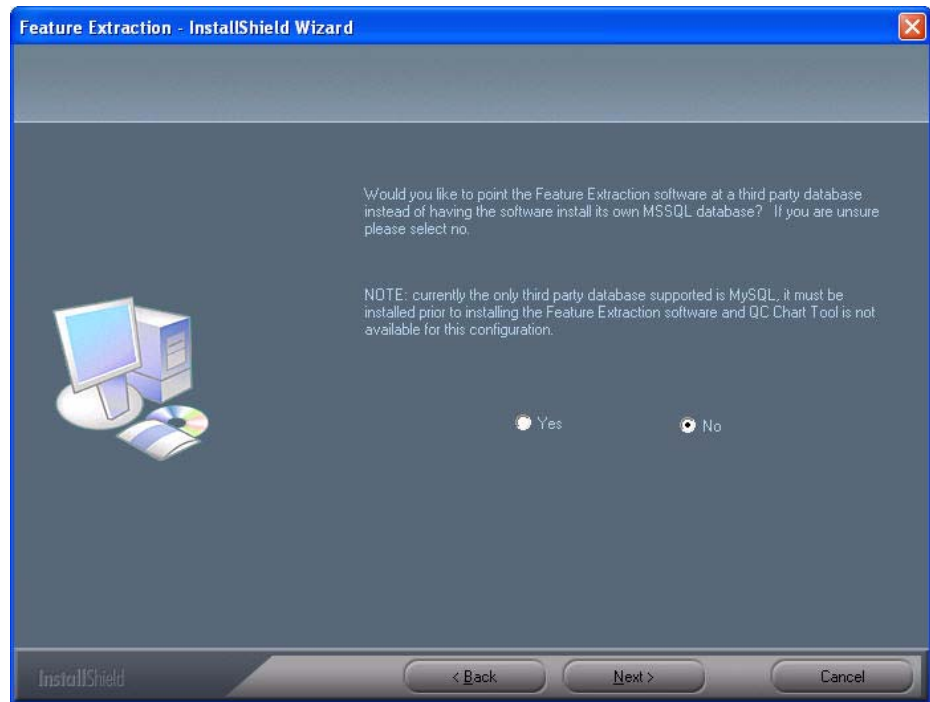 Feature Extraction - InstallShield Wizard
Would you like to point the Feature Extraction software at a third party database
instead of having the software install its own MSSQL database? If you are unsure
please select no.
NOTE: currently the only third party database supported is MySQL, it must be
installed prior to installing the Feature Extraction software and QC Chart Tool is not
available for this configuration.
Yes
No
InstallShield
< Back
Next >
Cancel